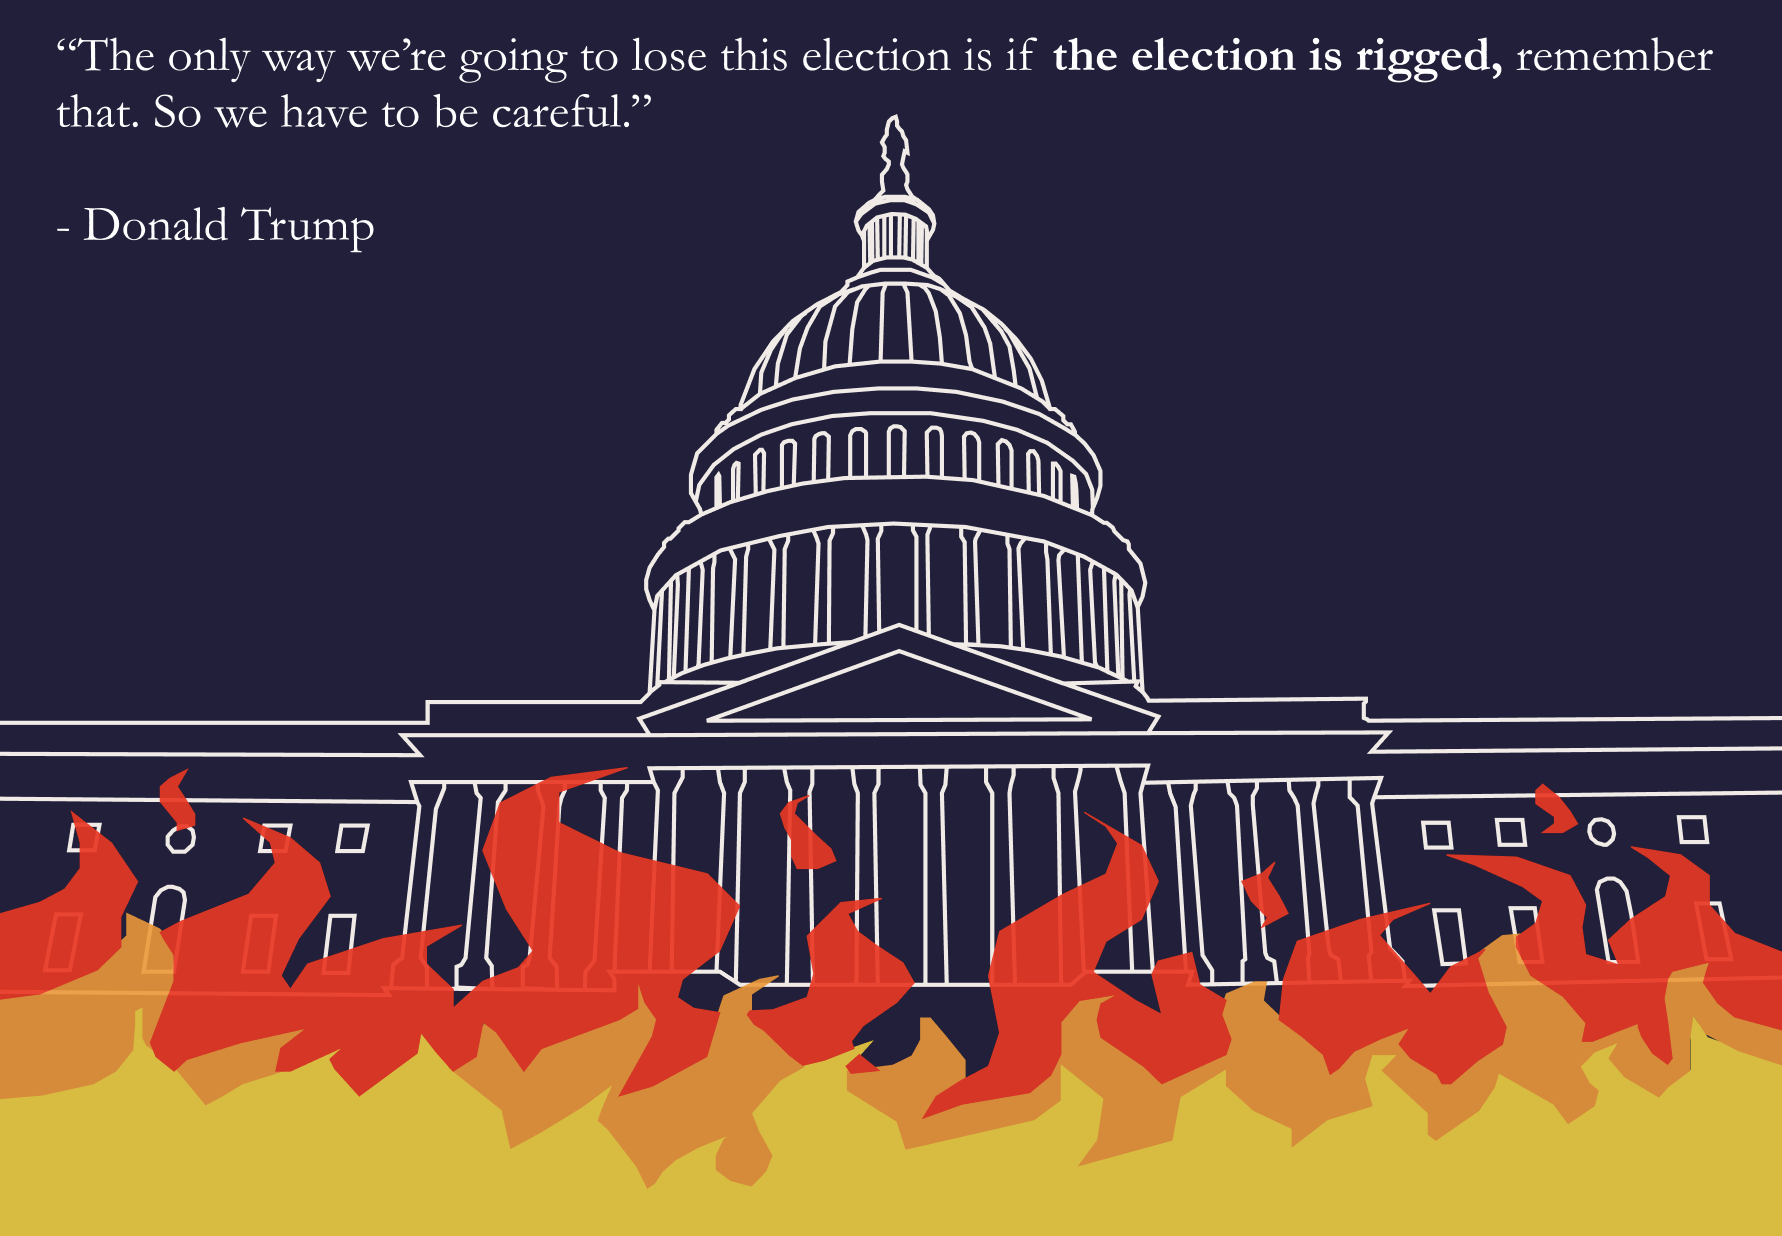 “The only way we’re going to lose this election is if the election is rigged, remember
that. So we have to be careful.”
- Donald Trump